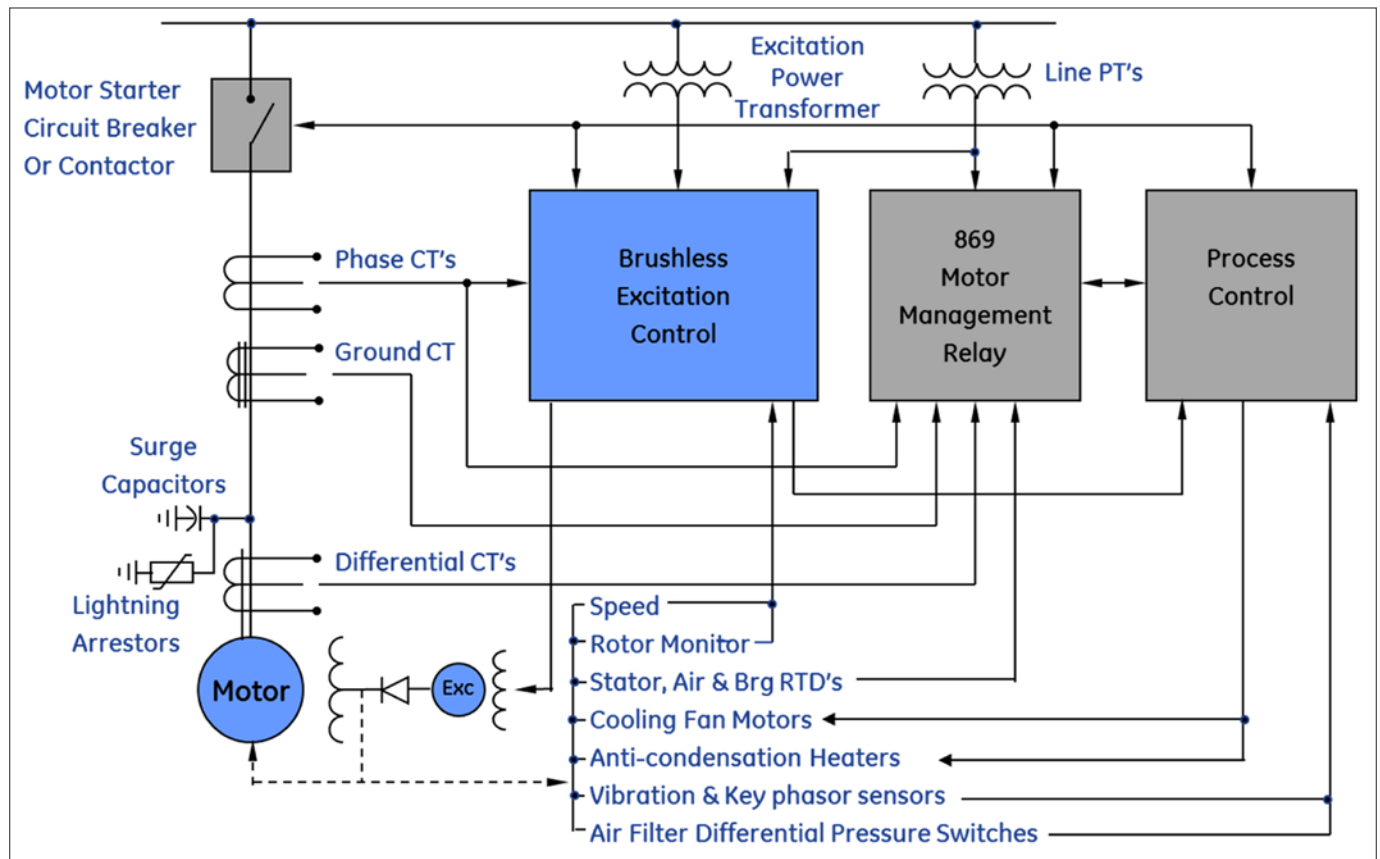 Motor Starter
Circuit Breaker
Or Contactor
Excitation
Power
Transformer
Line PT's
Phase CT's
Ground CT
Brushless
Excitation
Control
869
Motor
Management
Relay
Process
Control
Surge
Capacitors
Lightning
Arrestors
Differential CT's
Motor
Exc
Speed
Rotor Monitor
Stator, Air & Brg RTD's
Cooling Fan Motors
Anti-condensation Heaters
Vibration & Key phasor sensors
Air Filter Differential Pressure Switches